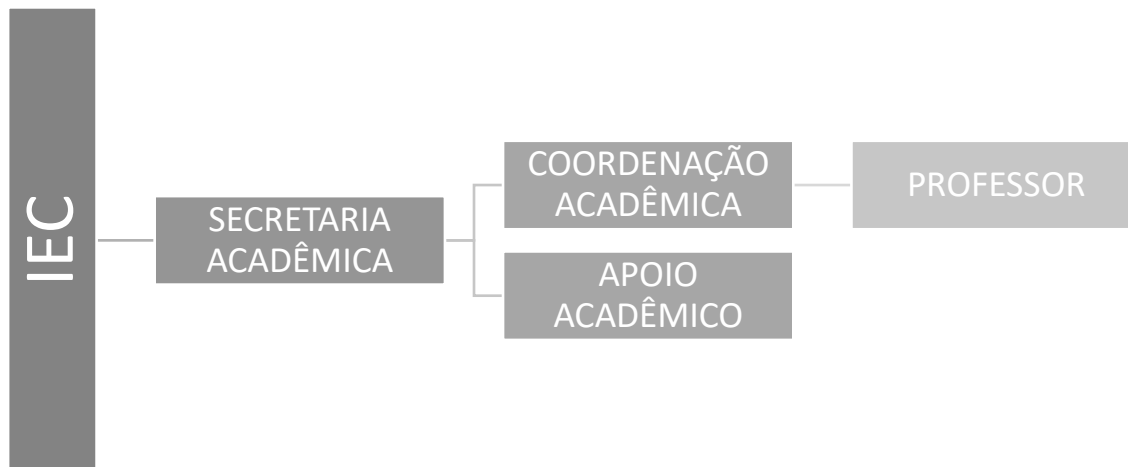 IEC
SECRETARIA
ACADÊMICA
COORDENAÇÃO
ACADÊMICA
APOIO
ACADÊMICO
PROFESSOR